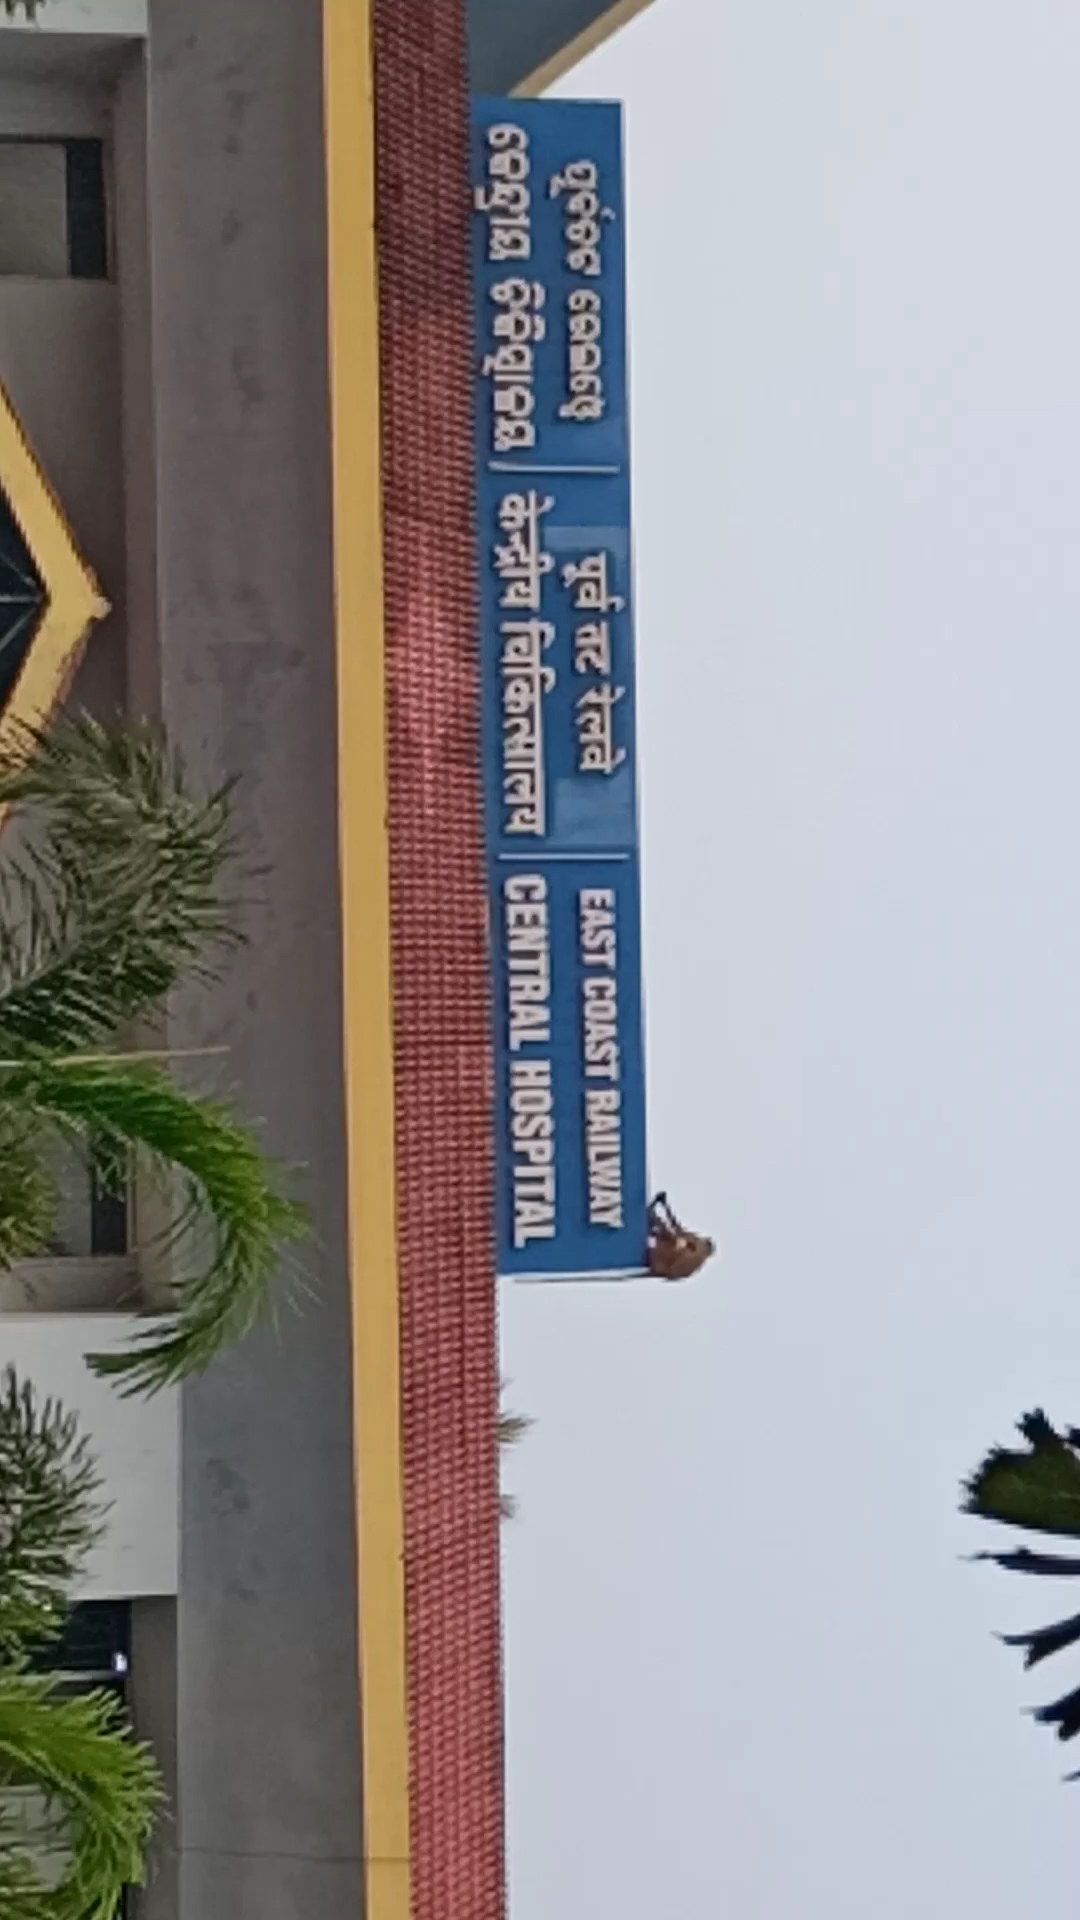 ପୂର୍ବତଟ ରେଳପଥ
କେନ୍ଦ୍ରୀୟ ଚିକିତ୍ସାଳୟ
पूर्व तट रेलवे
केन्द्रीय चिकित्सालय
EAST COAST RAILWAY
CENTRAL HOSPITAL